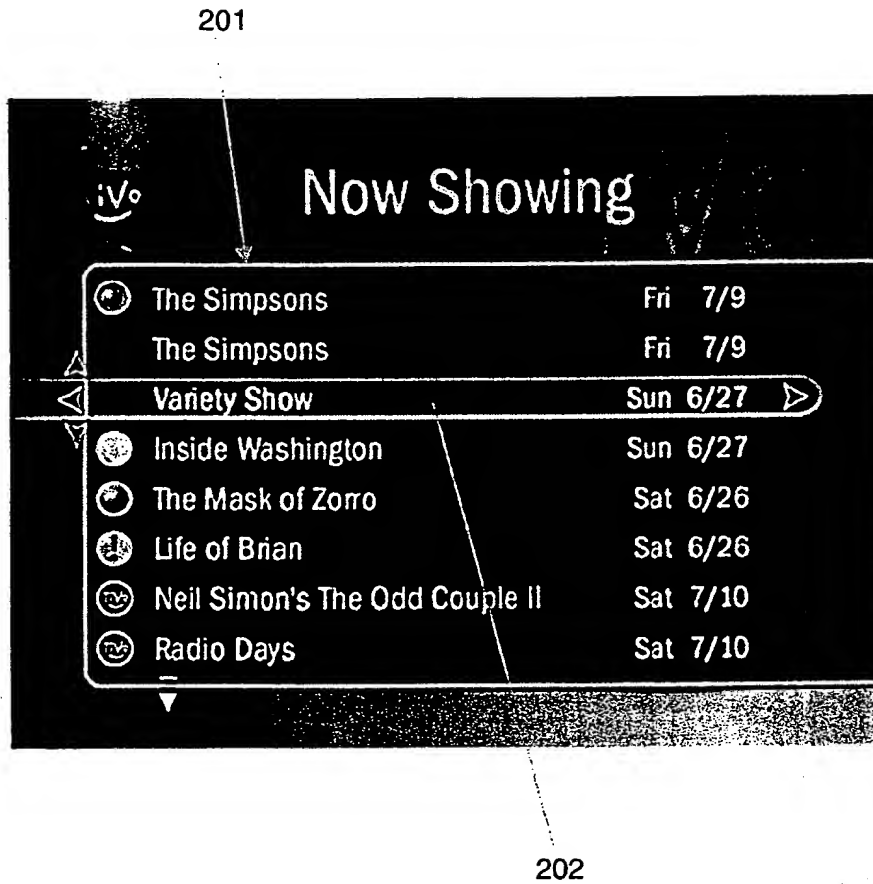 201
iVo
Now Showing
The Simpsons Fri 7/9
The Simpsons Fri 7/9
Variety Show Sun 6/27
Inside Washington Sun 6/27
The Mask of Zorro Sat 6/26
Life of Brian Sat 6/26
Neil Simon's The Odd Couple II Sat 7/10
Radio Days Sat 7/10
202